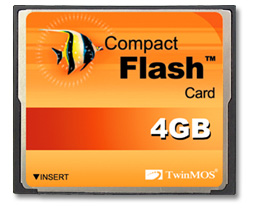 Compact
Flash™
Card
4GB
▼INSERT
TwinMOS®